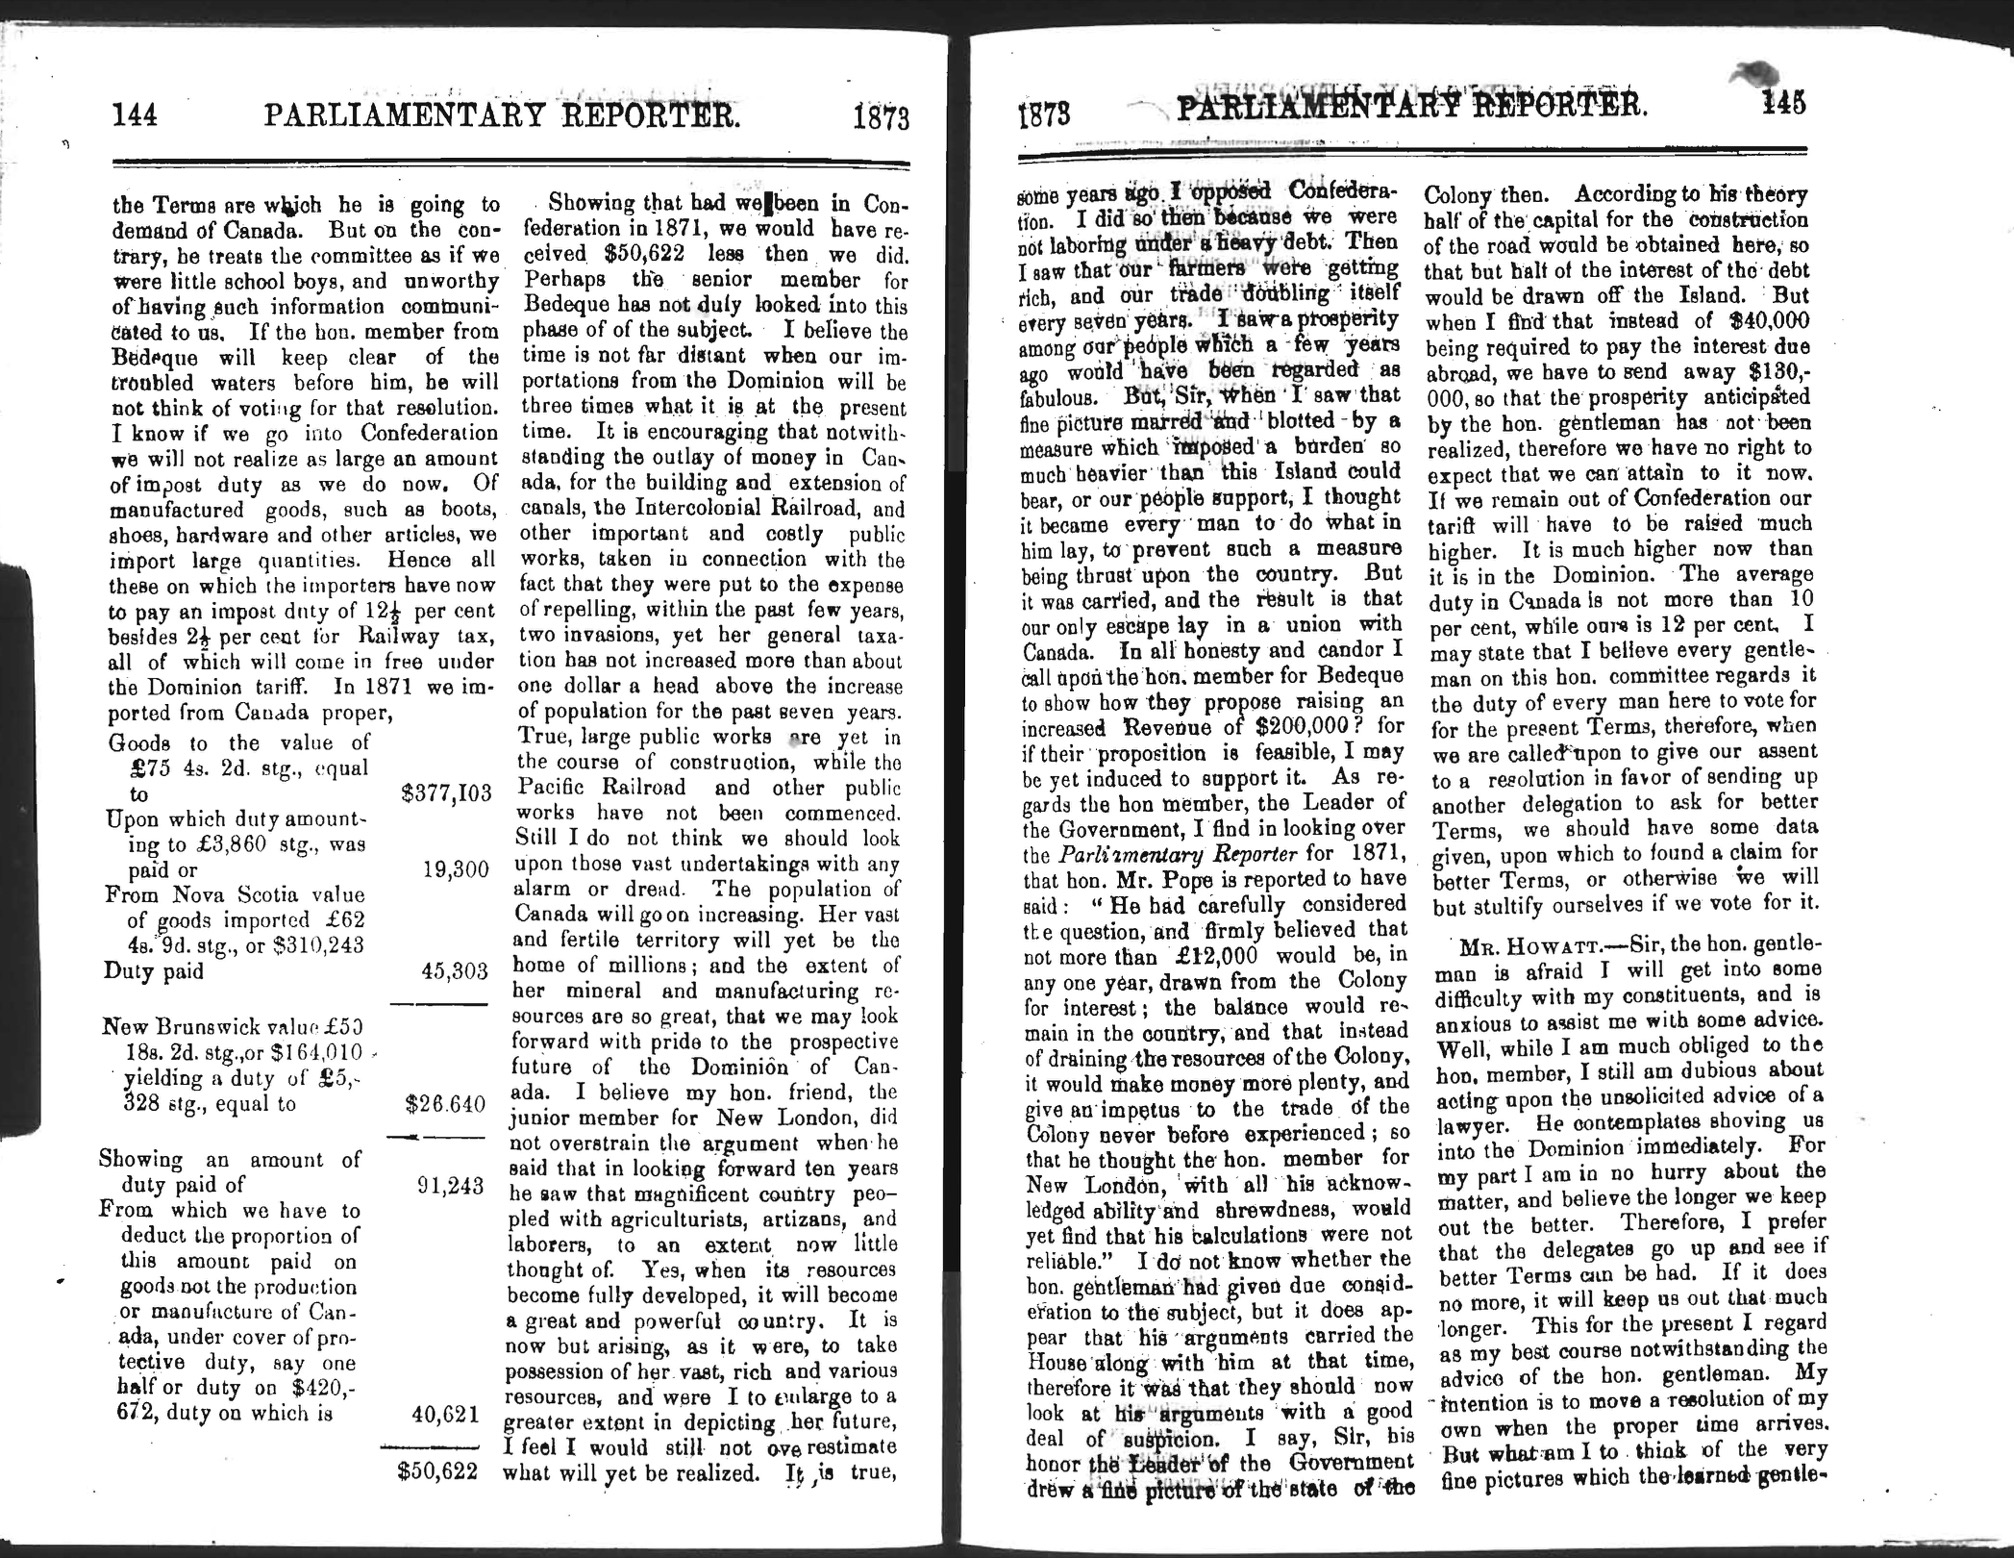 144 PARLIAMENTARY REPORTER. 1873
the Terms are which he is going to
demand of Canada. But on the con-
trary, he treats the committee as if we
were little school boys, and unworthy
of having such information communi-
cated to us. If the hon. member from
Bedeque will keep clear of the
troubled waters before him, he will
not think of voting for that resolution.
I know if we go into Confederation
we will not realize as large an amount
of impost duty as we do now. Of
manufactured goods, such as boots,
shoes, hardware and other articles, we
import large quantities. Hence all
these on which the importers have now
to pay an impost duty of 12½ per cent
besides 2½ per cent for Railway tax,
all of which will come in free under
the Dominion tariff. In 1871 we im-
ported from Canada proper,
Goods to the value of
£75 4s. 2d. stg., equal
to $377,103
Upon which duty amount-
ing to £3,860 stg., was
paid or 19,300
From Nova Scotia value
of goods imported £62
4s. 9d. stg., or $310,243
Duty paid 45,303
New Brunswick value £50
18s. 2d. stg., or $164,010
yielding a duty of £5,-
328 stg., equal to $26.640
Showing an amount of
duty paid of 91,243
From which we have to
deduct the proportion of
this amount paid on
goods not the production
or manufacture of Can-
ada, under cover of pro-
tective duty, say one
half or duty on $420,-
672, duty on which is 40,621
$50,622
Showing that had we been in Con-
federation in 1871, we would have re-
ceived $50,622 less then we did.
Perhaps the senior member for
Bedeque has not duly looked into this
phase of of the subject. I believe the
time is not far distant when our im-
portations from the Dominion will be
three times what it is at the present
time. It is encouraging that notwith-
standing the outlay of money in Can-
ada, for the building and extension of
canals, the Intercolonial Railroad, and
other important and costly public
works, taken in connection with the
fact that they were put to the expense
of repelling, within the past few years,
two invasions, yet her general taxa-
tion has not increased more than about
one dollar a head above the increase
of population for the past seven years.
True, large public works are yet in
the course of construction, while the
Pacific Railroad and other public
works have not been commenced.
Still I do not think we should look
upon those vast undertakings with any
alarm or dread. The population of
Canada will go on increasing. Her vast
and fertile territory will yet be the
home of millions; and the extent of
her mineral and manufacturing re-
sources are so great, that we may look
forward with pride to the prospective
future of the Dominion of Can-
ada. I believe my hon. friend, the
junior member for New London, did
not overstrain the argument when he
said that in looking forward ten years
he saw that magnificent country peo-
pled with agriculturists, artizans, and
laborers, to an extent now little
thought of. Yes, when its resources
become fully developed, it will become
a great and powerful country. It is
now but arising, as it were, to take
possession of her vast, rich and various
resources, and were I to enlarge to a
greater extent in depicting her future,
I feel I would still not overestimate
what will yet be realized. It is true,
1873 PARLIAMENTARY REPORTER. 145
some years ago I opposed Confedera-
tion. I did so then because we were
not laboring under a heavy debt. Then
I saw that our farmers were getting
rich, and our trade doubling itself
every seven years. I saw a prosperity
among our people which a few years
ago would have been regarded as
fabulous. But, Sir, when I saw that
fine picture marred and blotted by a
measure which imposed a burden so
much heavier than this Island could
bear, or our people support, I thought
it became every man to do what in
him lay, to prevent such a measure
being thrust upon the country. But
it was carried, and the result is that
our only escape lay in a union with
Canada. In all honesty and candor I
call upon the hon. member for Bedeque
to show how they propose raising an
increased Revenue of $200,000? for
if their proposition is feasible, I may
be yet induced to support it. As re-
gards the hon member, the Leader of
the Government, I find in looking over
the Parliamentary Reporter for 1871,
that hon. Mr. Pope is reported to have
said: "He had carefully considered
the question, and firmly believed that
not more than £12,000 would be, in
any one year, drawn from the Colony
for interest; the balance would re-
main in the country, and that instead
of draining the resources of the Colony,
it would make money more plenty, and
give an impetus to the trade of the
Colony never before experienced; so
that he thought the hon. member for
New London, with all his acknow-
ledged ability and shrewdness, would
yet find that his calculations were not
reliable." I do not know whether the
hon. gentleman had given due consid-
eration to the subject, but it does ap-
pear that his arguments carried the
House along with him at that time,
therefore it was that they should now
look at his arguments with a good
deal of suspicion. I say, Sir, his
honor the Leader of the Government
drew a fine picture of the state of the
Colony then. According to his theory
half of the capital for the construction
of the road would be obtained here, so
that but half of the interest of the debt
would be drawn off the Island. But
when I find that instead of $40,000
being required to pay the interest due
abroad, we have to send away $130,-
000, so that the prosperity anticipated
by the hon. gentleman has not been
realized, therefore we have no right to
expect that we can attain to it now.
If we remain out of Confederation our
tariff will have to be raised much
higher. It is much higher now than
it is in the Dominion. The average
duty in Canada is not more than 10
per cent, while ours is 12 per cent. I
may state that I believe every gentle-
man on this hon. committee regards it
the duty of every man here to vote for
for the present Terms, therefore, when
we are called upon to give our assent
to a resolution in favor of sending up
another delegation to ask for better
Terms, we should have some data
given, upon which to found a claim for
better Terms, or otherwise we will
but stultify ourselves if we vote for it.
MR. HOWATT.—Sir, the hon. gentle-
man is afraid I will get into some
difficulty with my constituents, and is
anxious to assist me with some advice.
Well, while I am much obliged to the
hon. member, I still am dubious about
acting upon the unsolicited advice of a
lawyer. He contemplates shoving us
into the Dominion immediately. For
my part I am in no hurry about the
matter, and believe the longer we keep
out the better. Therefore, I prefer
that the delegates go up and see if
better Terms can be had. If it does
no more, it will keep us out that much
longer. This for the present I regard
as my best course notwithstanding the
advice of the hon. gentleman. My
intention is to move a resolution of my
own when the proper time arrives.
But what am I to think of the very
fine pictures which the learned gentle-